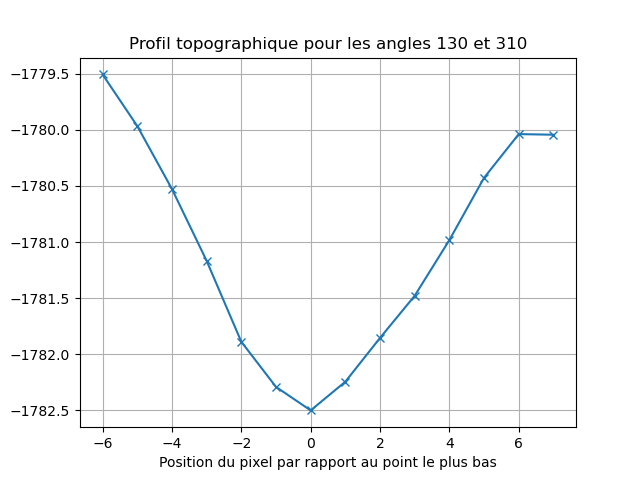 Profil topographique pour les angles 130 et 310
−1779.5
−1780.0
−1780.5
−1781.0
−1781.5
−1782.0
−1782.5
−6 −4 −2 0 2 4 6
Position du pixel par rapport au point le plus bas